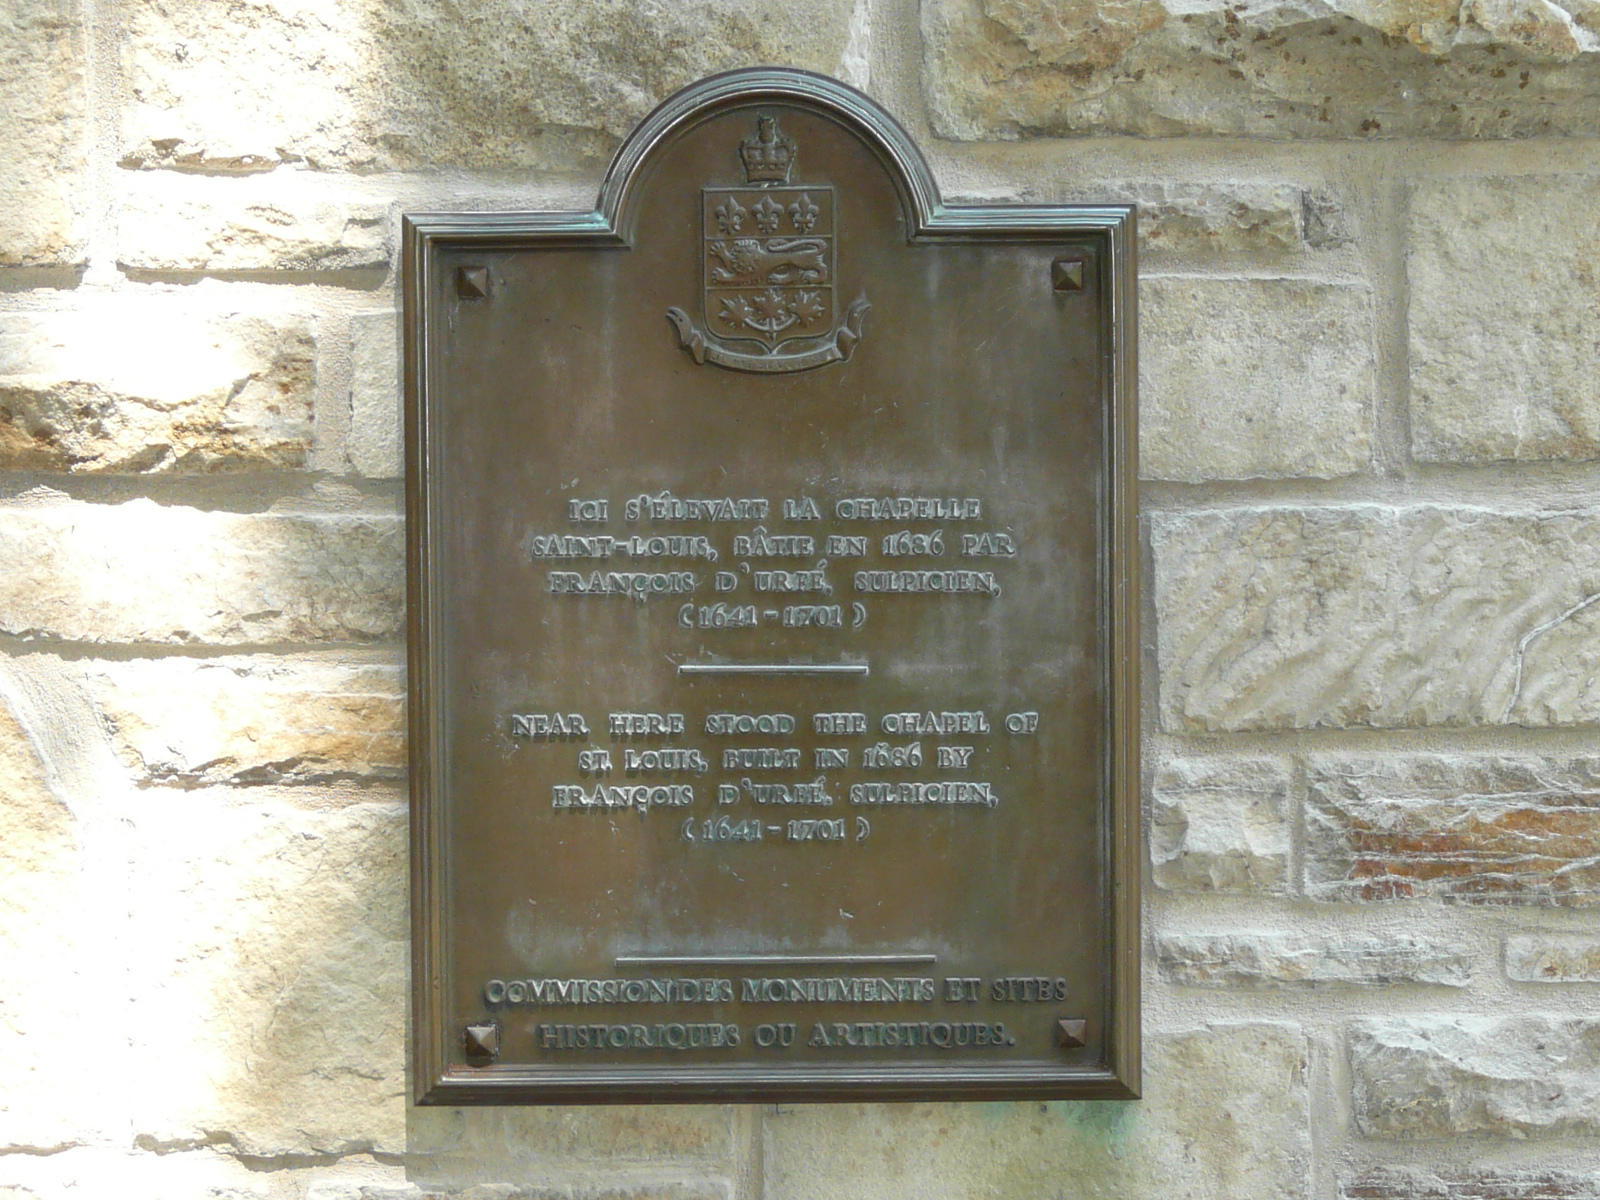 ICI S'ÉLEVAIT LA CHAPELLE
SAINT-LOUIS, BÂTIE EN 1686 PAR
FRANÇOIS D'URFÉ, SULPICIEN,
(1641-1701)
NEAR HERE STOOD THE CHAPEL OF
ST. LOUIS, BUILT IN 1686 BY
FRANÇOIS D'URFÉ, SULPICIEN,
(1641-1701)
COMMISSION DES MONUMENTS ET SITES
HISTORIQUES OU ARTISTIQUES.